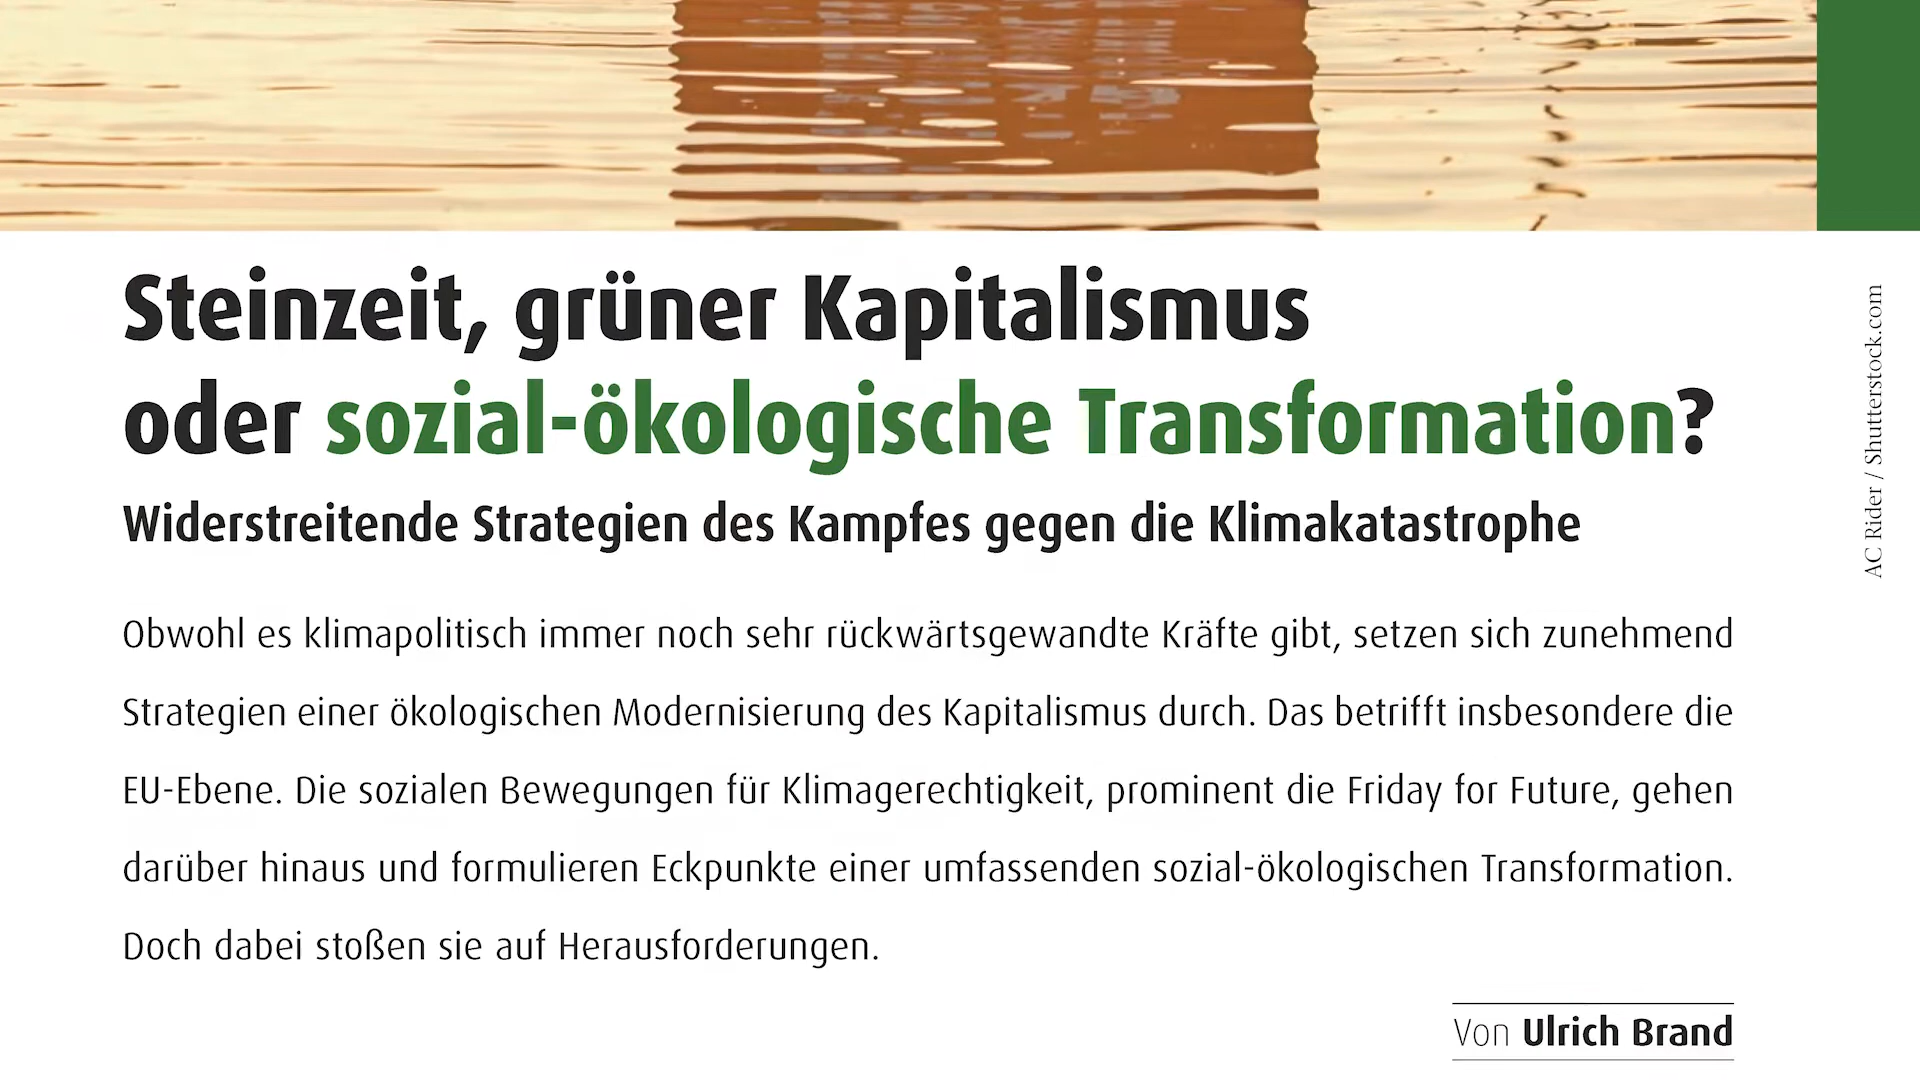 Steinzeit, grüner Kapitalismus
oder sozial-ökologische Transformation?
Widerstreitende Strategien des Kampfes gegen die Klimakatastrophe
Obwohl es klimapolitisch immer noch sehr rückwärtsgewandte Kräfte gibt, setzen sich zunehmend
Strategien einer ökologischen Modernisierung des Kapitalismus durch. Das betrifft insbesondere die
EU-Ebene. Die sozialen Bewegungen für Klimagerechtigkeit, prominent die Friday for Future, gehen
darüber hinaus und formulieren Eckpunkte einer umfassenden sozial-ökologischen Transformation.
Doch dabei stoßen sie auf Herausforderungen.
Von Ulrich Brand
AC Rider / Shutterstock.com